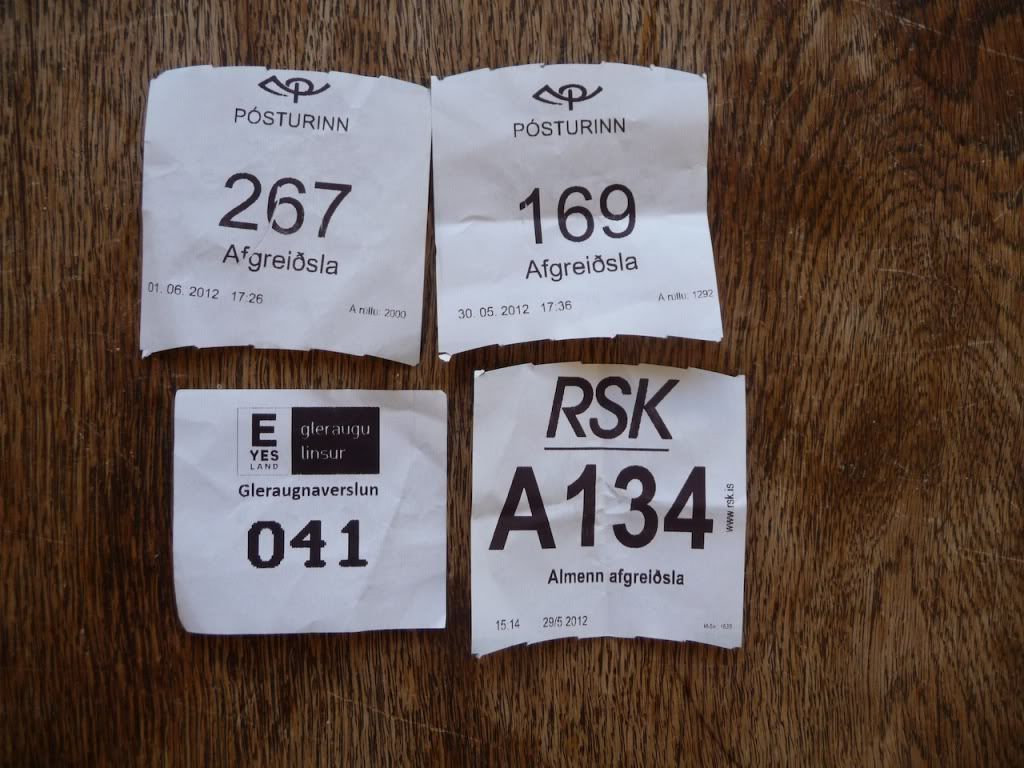 PÓSTURINN
267
Afgreiðsla
01. 06. 2012 17:26
Á rúllu: 2000
PÓSTURINN
169
Afgreiðsla
30. 05. 2012 17:36
Á rúllu: 1292
E
YES
LAND
gleraugu
linsur
Gleraugnaverslun
041
RSK
A134
www.rsk.is
Almenn afgreiðsla
15.14 29/5 2012